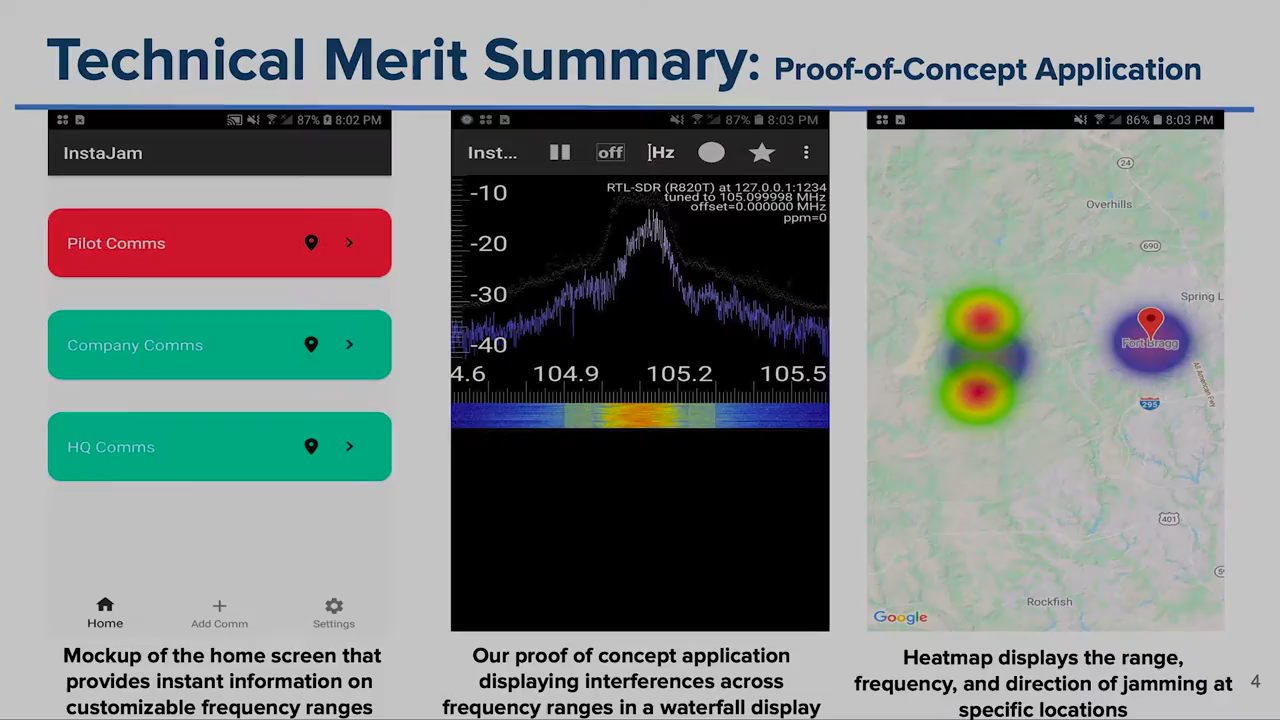 Technical Merit Summary: Proof-of-Concept Application
87% 8:02 PM
InstaJam
Pilot Comms
Company Comms
HQ Comms
Home
Add Comm
Settings
Mockup of the home screen that
provides instant information on
customizable frequency ranges
87% 8:03 PM
Inst...
off
Hz
RTL-SDR (R820T) at 127.0.0.1:1234
tuned to 105.099998 MHz
offset=0.000000 MHz
ppm=0
-10
-20
-30
-40
4.6 104.9 105.2 105.5
Our proof of concept application
displaying interferences across
frequency ranges in a waterfall display
86% 8:03 PM
24
Overhills
690
Spring L
Fort Bragg
All American Fwy
295
401
Rockfish
Google
Heatmap displays the range,
frequency, and direction of jamming at
specific locations
4